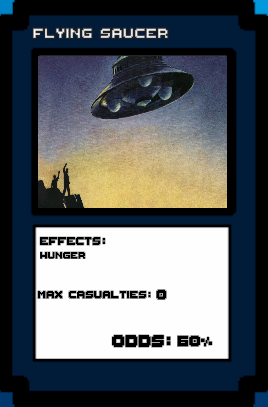 FLYING SAUCER
EFFECTS:
HUNGER
MAX CASUALTIES: 0
ODDS: 60%